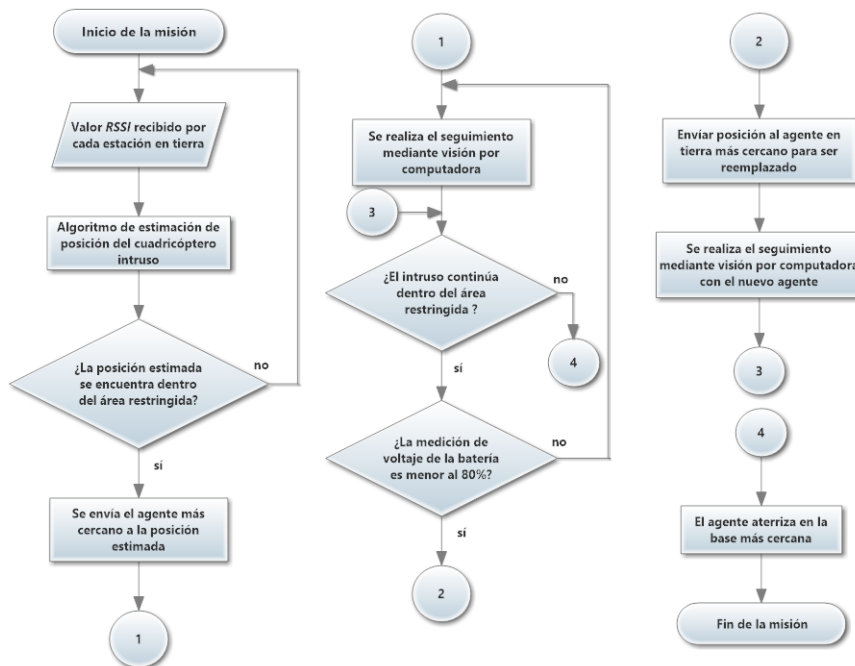 Inicio de la misión
Valor RSSI recibido por
cada estación en tierra
Algoritmo de estimación de
posición del cuadricóptero
intruso
¿La posición estimada
se encuentra dentro
del área restringida?
no
sí
Se envía el agente más
cercano a la posición
estimada
1
1
Se realiza el seguimiento
mediante visión por
computadora
3
¿El intruso continúa
dentro del área
restringida ?
no
4
sí
¿La medición de
voltaje de la batería
es menor al 80%?
no
sí
2
2
Envíar posición al agente en
tierra más cercano para ser
reemplazado
Se realiza el seguimiento
mediante visión por computadora
con el nuevo agente
3
4
El agente aterriza en la
base más cercana
Fin de la misión